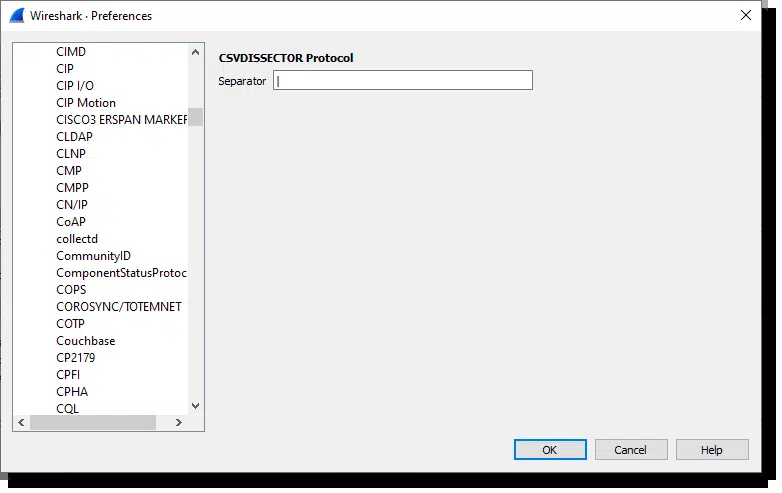 Wireshark · Preferences
CIMD
CIP
CIP I/O
CIP Motion
CISCO3 ERSPAN MARKER
CLDAP
CLNP
CMP
CMPP
CN/IP
CoAP
collectd
CommunityID
ComponentStatusProtoc
COPS
COROSYNC/TOTEMNET
COTP
Couchbase
CP2179
CPFI
CPHA
CQL
CSVDISSECTOR Protocol
Separator |
OK Cancel Help